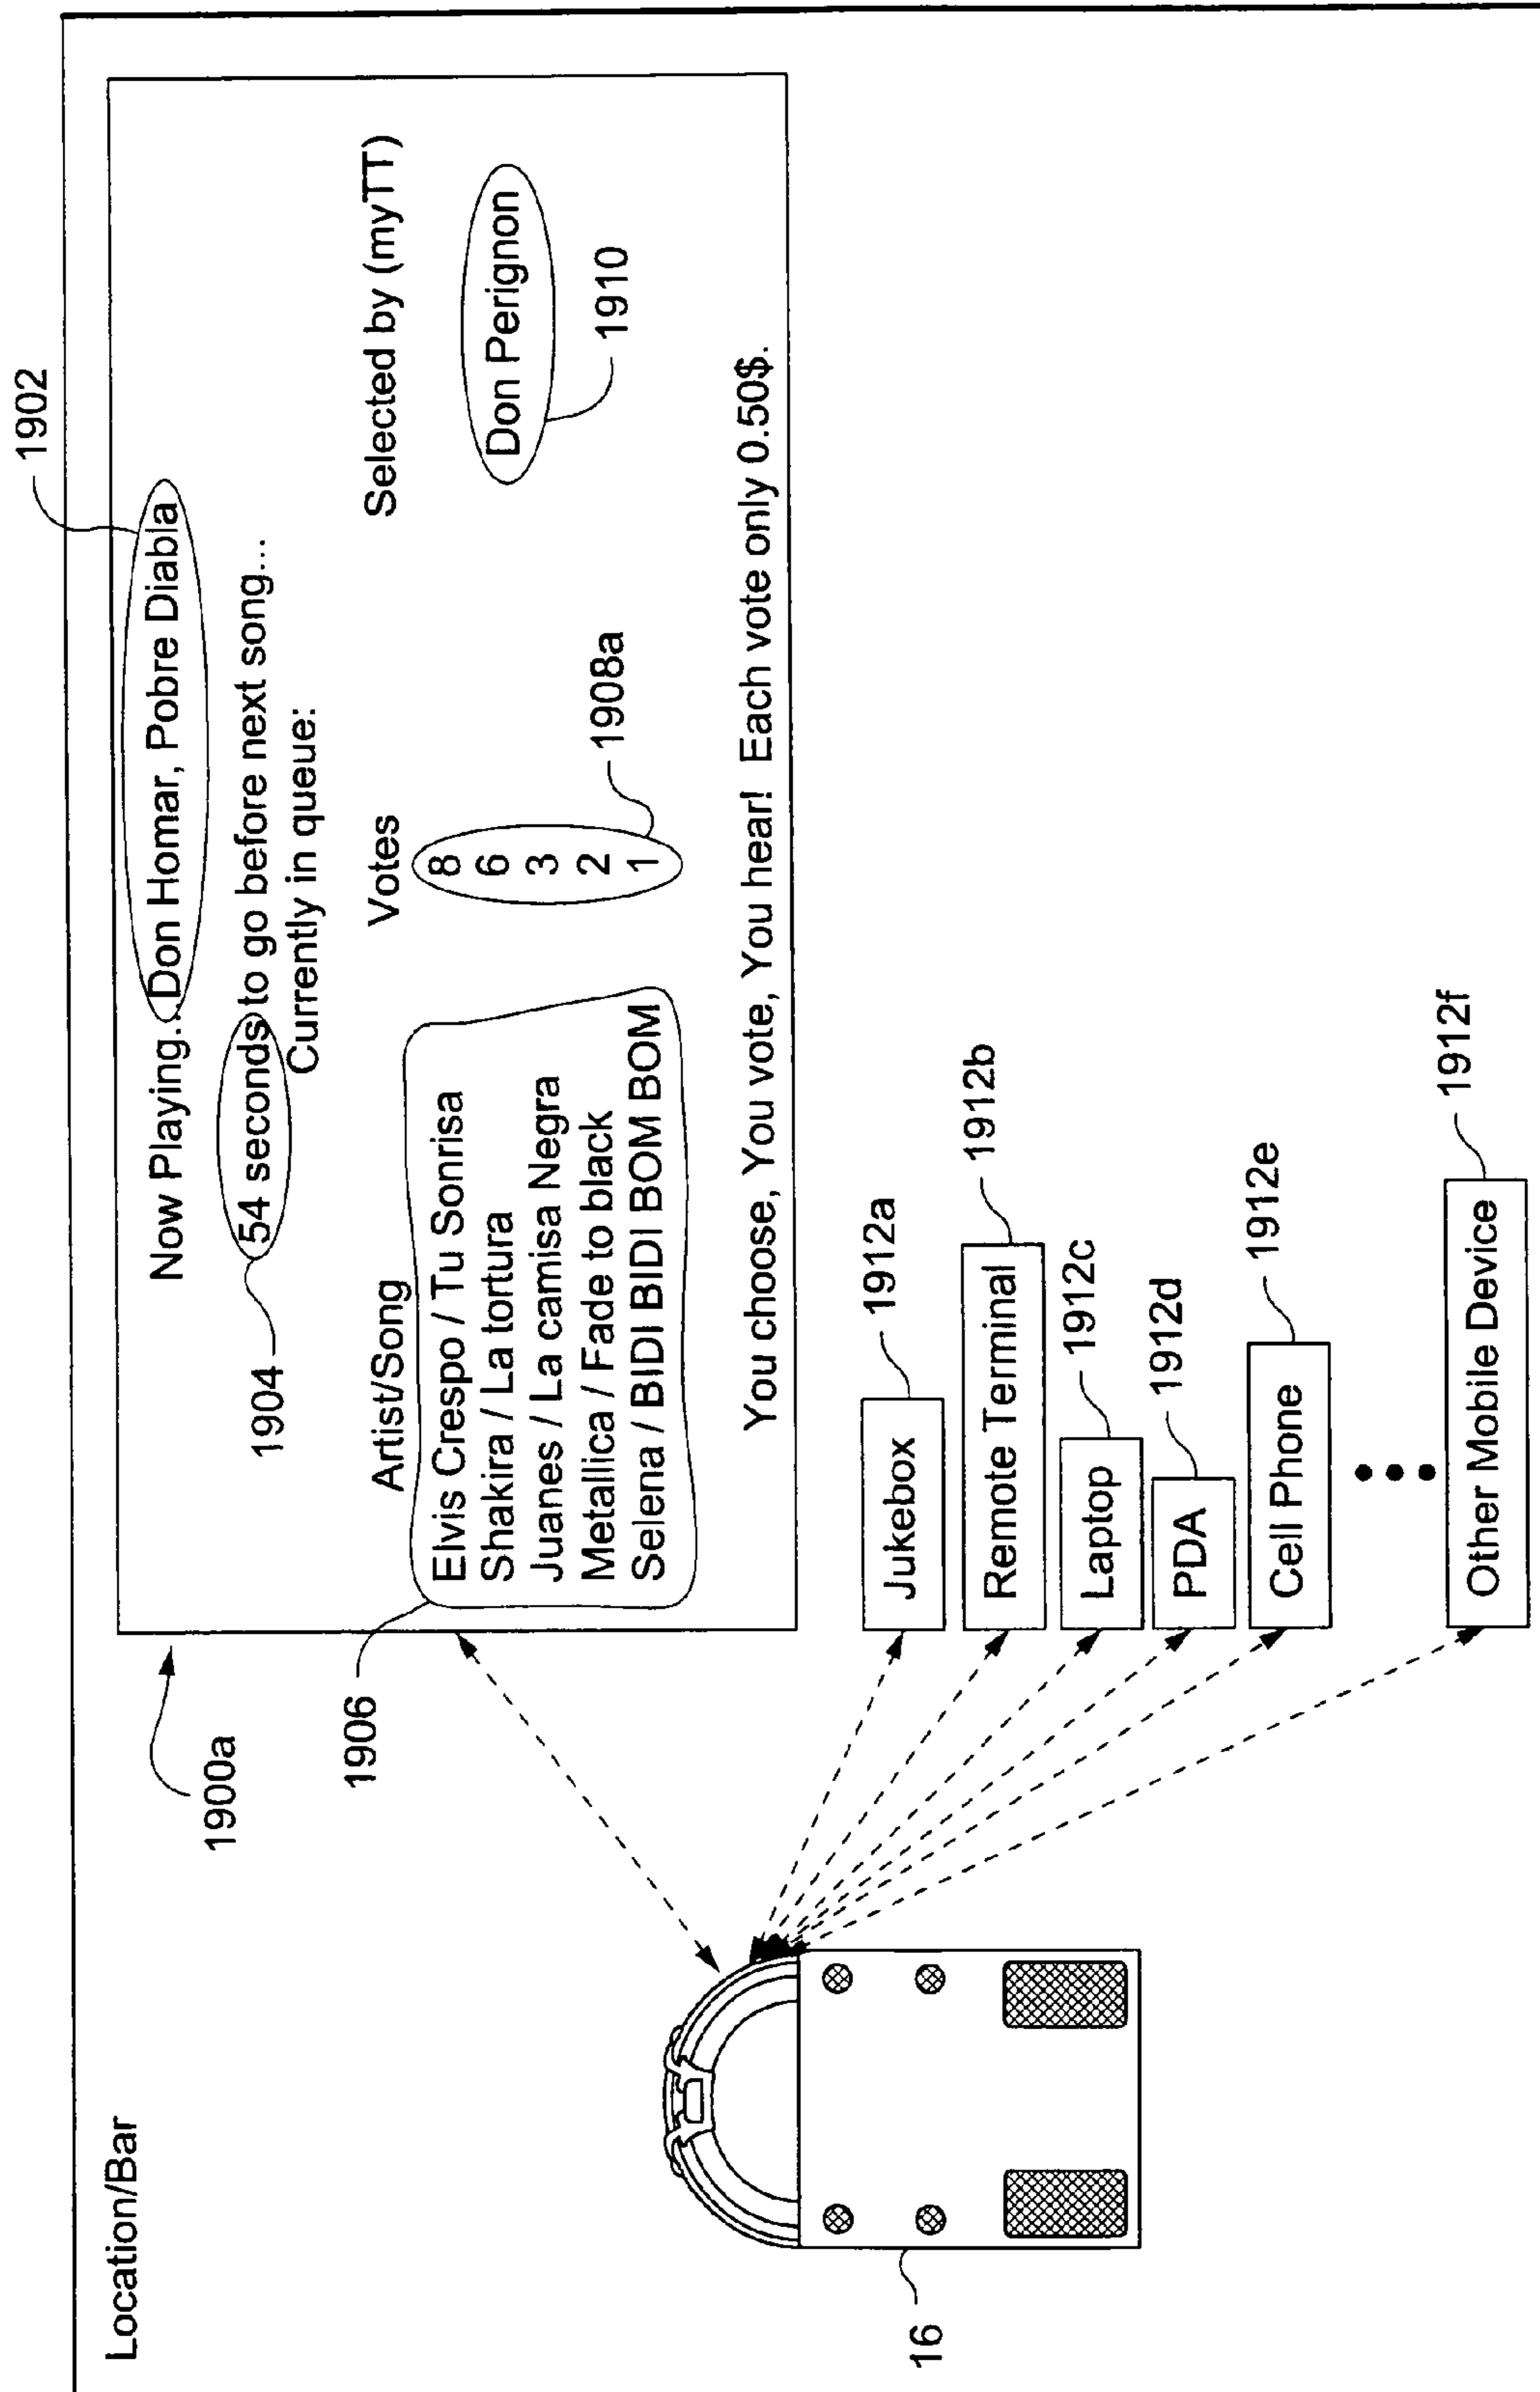 Location/Bar
1902
Now Playing...Don Homar, Pobre Diabla
54 seconds to go before next song...
Currently in queue:
1904
Artist/Song Votes Selected by (myTT)
Elvis Crespo / Tu Sonrisa 8
Shakira / La tortura 6 Don Perignon
Juanes / La camisa Negra 3
Metallica / Fade to black 2
Selena / BIDI BIDI BOM BOM 1
1900a
1906
1908a
1910
You choose, You vote, You hear! Each vote only 0.50$.
16
Jukebox 1912a
Remote Terminal 1912b
Laptop 1912c
PDA 1912d
Cell Phone 1912e
Other Mobile Device 1912f